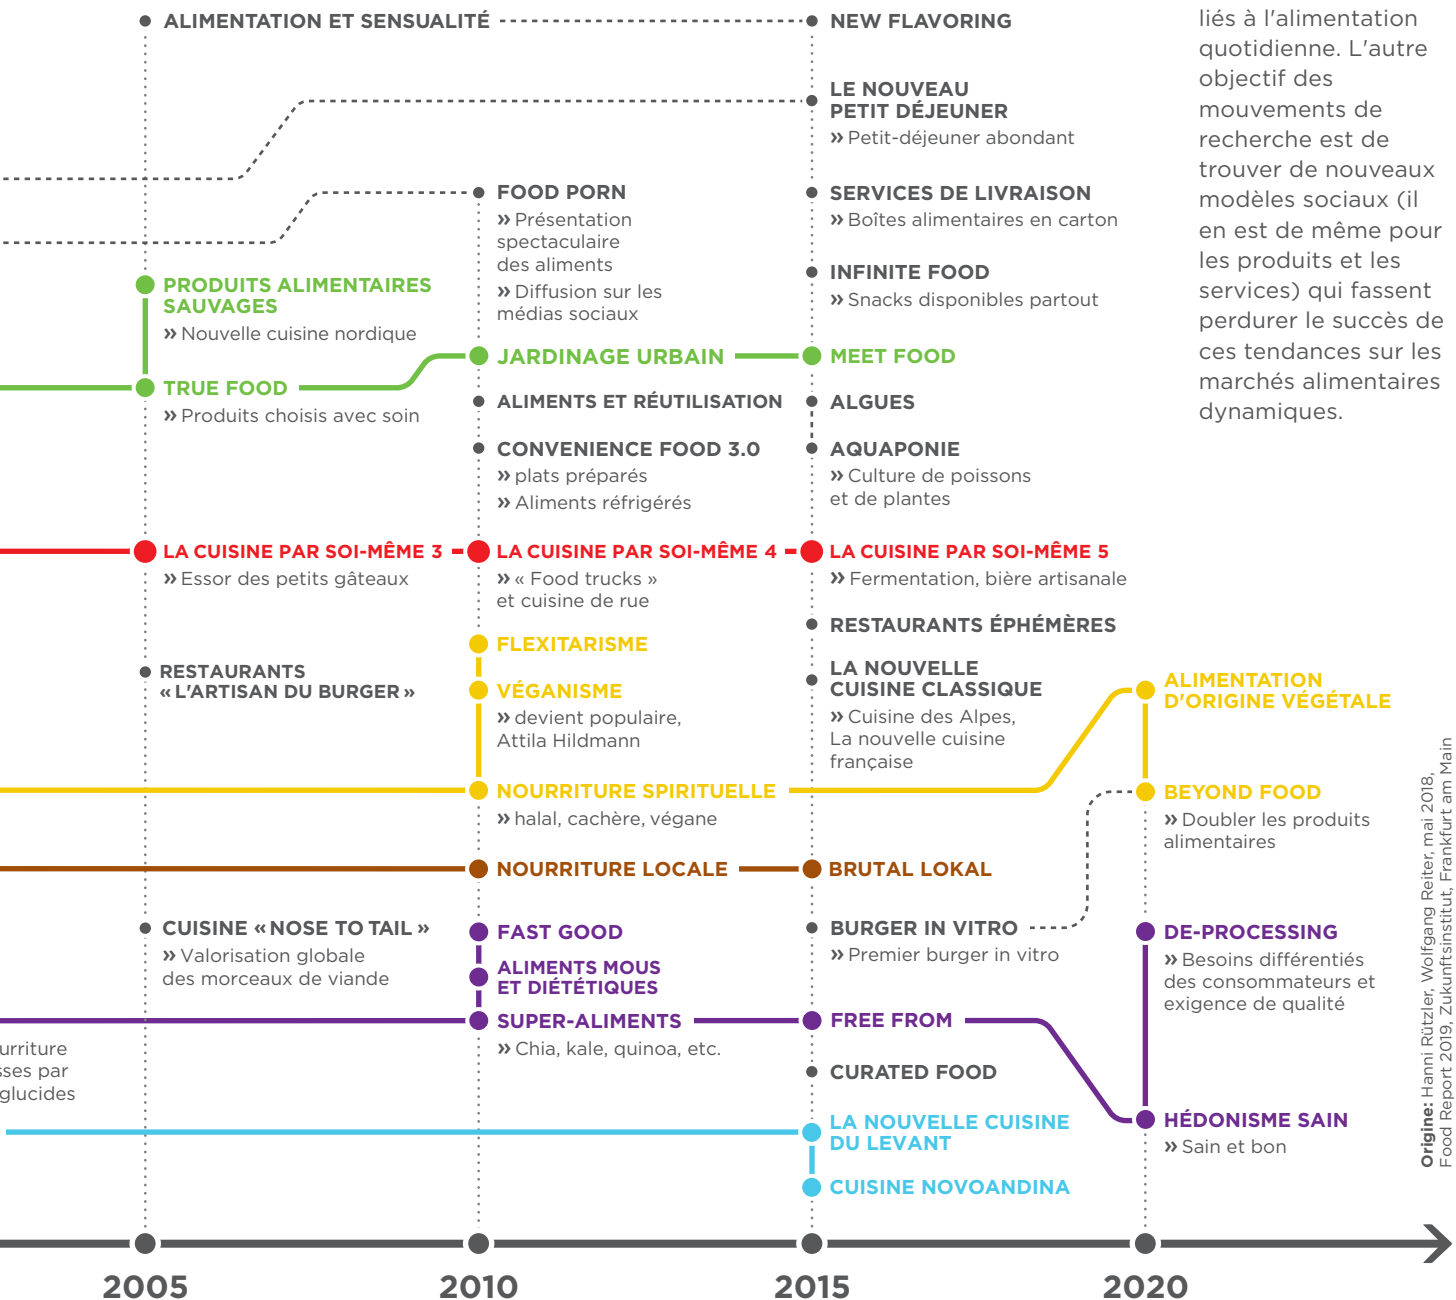 ALIMENTATION ET SENSUALITÉ
PRODUITS ALIMENTAIRES
SAUVAGES
» Nouvelle cuisine nordique
TRUE FOOD
» Produits choisis avec soin
LA CUISINE PAR SOI-MÊME 3
» Essor des petits gâteaux
RESTAURANTS
« L'ARTISAN DU BURGER »
CUISINE « NOSE TO TAIL »
» Valorisation globale
des morceaux de viande
urriture
sses par
glucides
FOOD PORN
» Présentation
spectaculaire
des aliments
» Diffusion sur les
médias sociaux
JARDINAGE URBAIN
ALIMENTS ET RÉUTILISATION
CONVENIENCE FOOD 3.0
» plats préparés
» Aliments réfrigérés
LA CUISINE PAR SOI-MÊME 4
» « Food trucks »
et cuisine de rue
FLEXITARISME
VÉGANISME
» devient populaire,
Attila Hildmann
NOURRITURE SPIRITUELLE
» halal, cachère, végane
NOURRITURE LOCALE
FAST GOOD
ALIMENTS MOUS
ET DIÉTÉTIQUES
SUPER-ALIMENTS
» Chia, kale, quinoa, etc.
NEW FLAVORING
LE NOUVEAU
PETIT DÉJEUNER
» Petit-déjeuner abondant
SERVICES DE LIVRAISON
» Boîtes alimentaires en carton
INFINITE FOOD
» Snacks disponibles partout
MEET FOOD
ALGUES
AQUAPONIE
» Culture de poissons
et de plantes
LA CUISINE PAR SOI-MÊME 5
» Fermentation, bière artisanale
RESTAURANTS ÉPHÉMÈRES
LA NOUVELLE
CUISINE CLASSIQUE
» Cuisine des Alpes,
La nouvelle cuisine
française
BRUTAL LOKAL
BURGER IN VITRO
» Premier burger in vitro
FREE FROM
CURATED FOOD
LA NOUVELLE CUISINE
DU LEVANT
CUISINE NOVOANDINA
liés à l'alimentation
quotidienne. L'autre
objectif des
mouvements de
recherche est de
trouver de nouveaux
modèles sociaux (il
en est de même pour
les produits et les
services) qui fassent
perdurer le succès de
ces tendances sur les
marchés alimentaires
dynamiques.
ALIMENTATION
D'ORIGINE VÉGÉTALE
BEYOND FOOD
» Doubler les produits
alimentaires
DE-PROCESSING
» Besoins différentiés
des consommateurs et
exigence de qualité
HÉDONISME SAIN
» Sain et bon
Origine: Hanni Rützler, Wolfgang Reiter, mai 2018,
Food Report 2019, Zukunftsinstitut, Frankfurt am Main
2005
2010
2015
2020